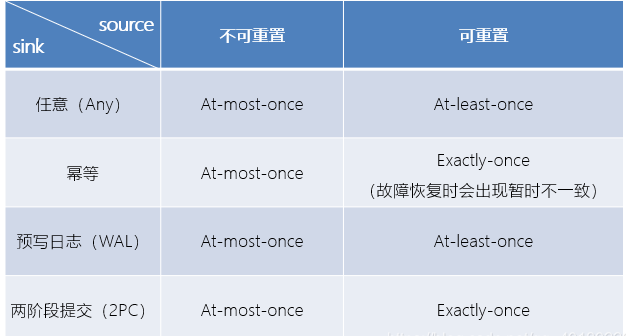 source
sink
不可重置
可重置
任意（Any）
At-most-once
At-least-once
幂等
At-most-once
Exactly-once
（故障恢复时会出现暂时不一致）
预写日志（WAL）
At-most-once
At-least-once
两阶段提交（2PC）
At-most-once
Exactly-once